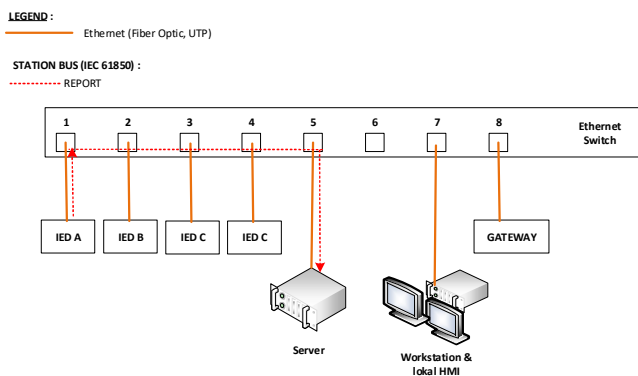 LEGEND :
Ethernet (Fiber Optic, UTP)
STATION BUS (IEC 61850) :
REPORT
1 2 3 4 5 6 7 8 Ethernet
Switch
IED A IED B IED C IED C GATEWAY
Server
Workstation &
lokal HMI